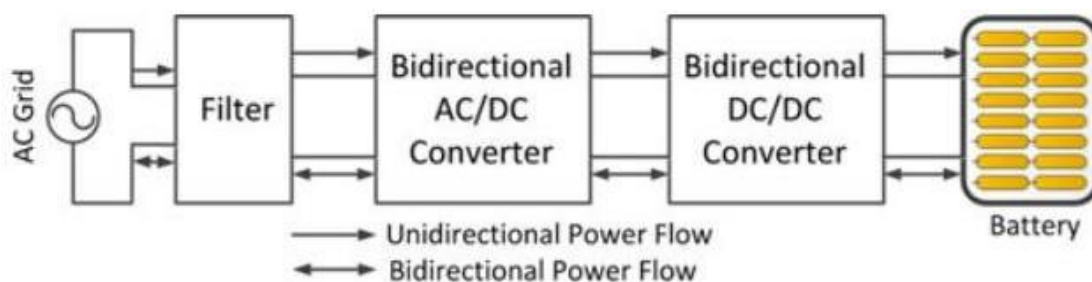 AC Grid
Filter
Bidirectional
AC/DC
Converter
Bidirectional
DC/DC
Converter
Battery
Unidirectional Power Flow
Bidirectional Power Flow